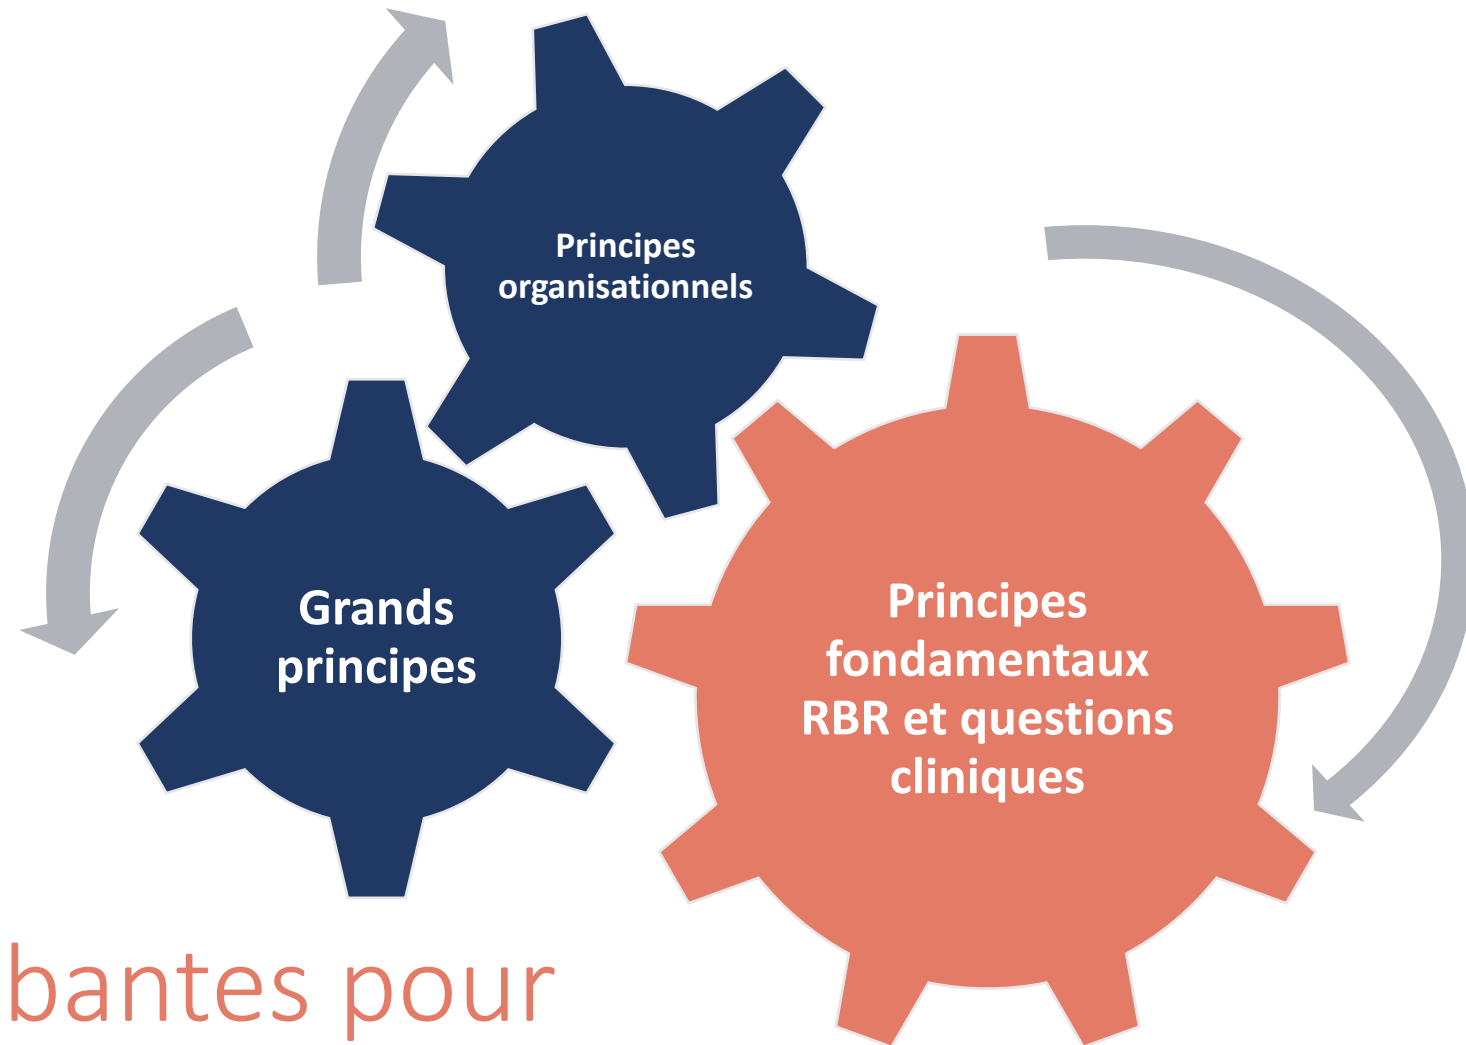 Principes
organisationnels
Grands
principes
Principes
fondamentaux
RBR et questions
cliniques
bantes pour